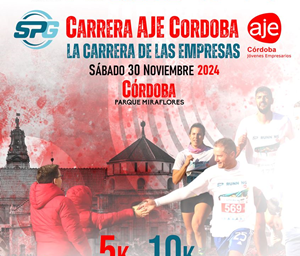 SPG
CARRERA AJE CORDOBA
LA CARRERA DE LAS EMPRESAS
SÁBADO 30 NOVIEMBRE 2024
CÓRDOBA
PARQUE MIRAFLORES
aje
Córdoba
Jóvenes Empresarios
569
5K 10K